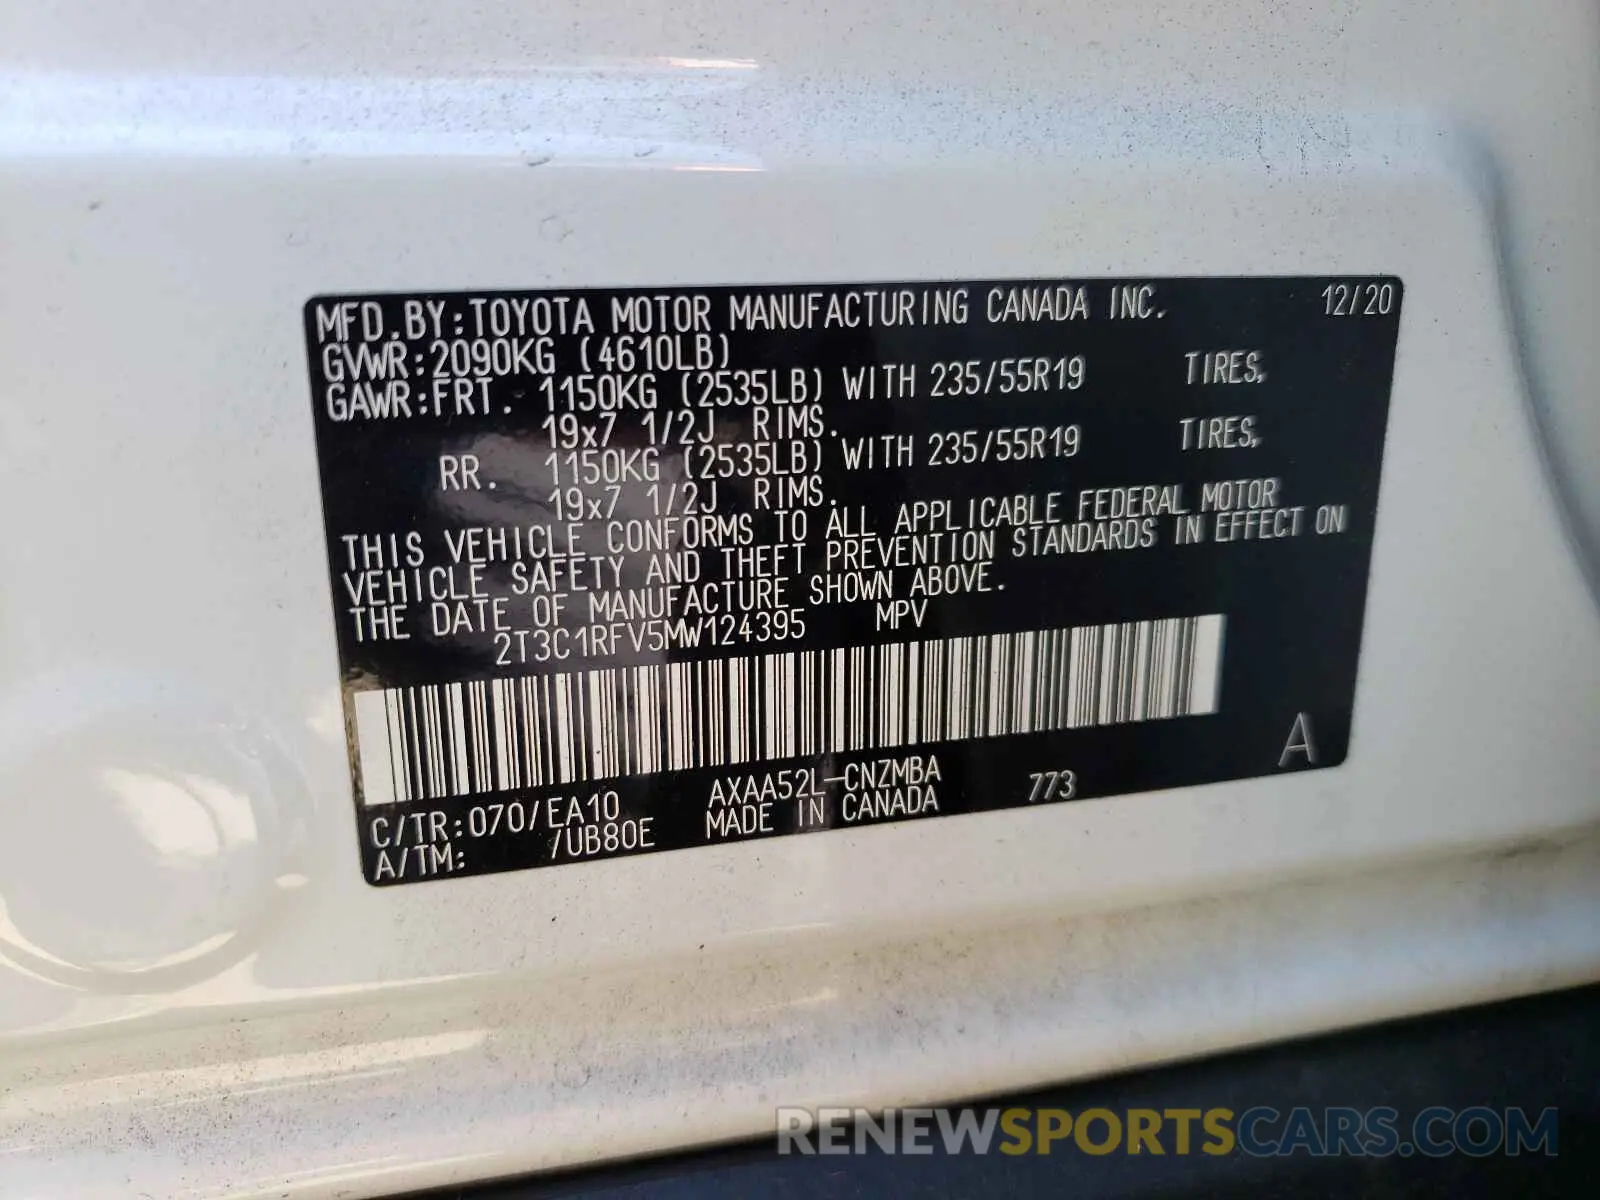 MFD.BY:TOYOTA MOTOR MANUFACTURING CANADA INC. 12/20
GVWR:2090KG (4610LB)
GAWR:FRT. 1150KG (2535LB) WITH 235/55R19 TIRES,
19x7 1/2J RIMS.
RR. 1150KG (2535LB) WITH 235/55R19 TIRES,
19x7 1/2J RIMS.
THIS VEHICLE CONFORMS TO ALL APPLICABLE FEDERAL MOTOR
VEHICLE SAFETY AND THEFT PREVENTION STANDARDS IN EFFECT ON
THE DATE OF MANUFACTURE SHOWN ABOVE.
2T3C1RFV5MW124395 MPV
A
C/TR:070/EA10 AXAA52L-CNZMBA 773
A/TM: /UB80E MADE IN CANADA
RENEWSPORTSCARS.COM